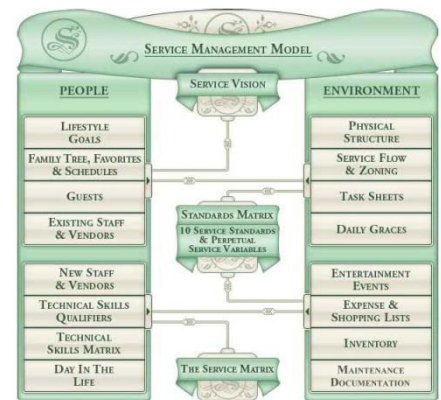 SERVICE MANAGEMENT MODEL
SERVICE VISION
PEOPLE
LIFESTYLE
GOALS
FAMILY TREE, FAVORITES
& SCHEDULES
GUESTS
EXISTING STAFF
& VENDORS
NEW STAFF
& VENDORS
TECHNICAL SKILLS
QUALIFIERS
TECHNICAL
SKILLS MATRIX
DAY IN THE
LIFE
STANDARDS MATRIX
10 SERVICE STANDARDS
& PERPETUAL
SERVICE VARIABLES
THE SERVICE MATRIX
ENVIRONMENT
PHYSICAL
STRUCTURE
SERVICE FLOW
& ZONING
TASK SHEETS
DAILY GRACES
ENTERTAINMENT
EVENTS
EXPENSE &
SHOPPING LISTS
INVENTORY
MAINTENANCE
DOCUMENTATION